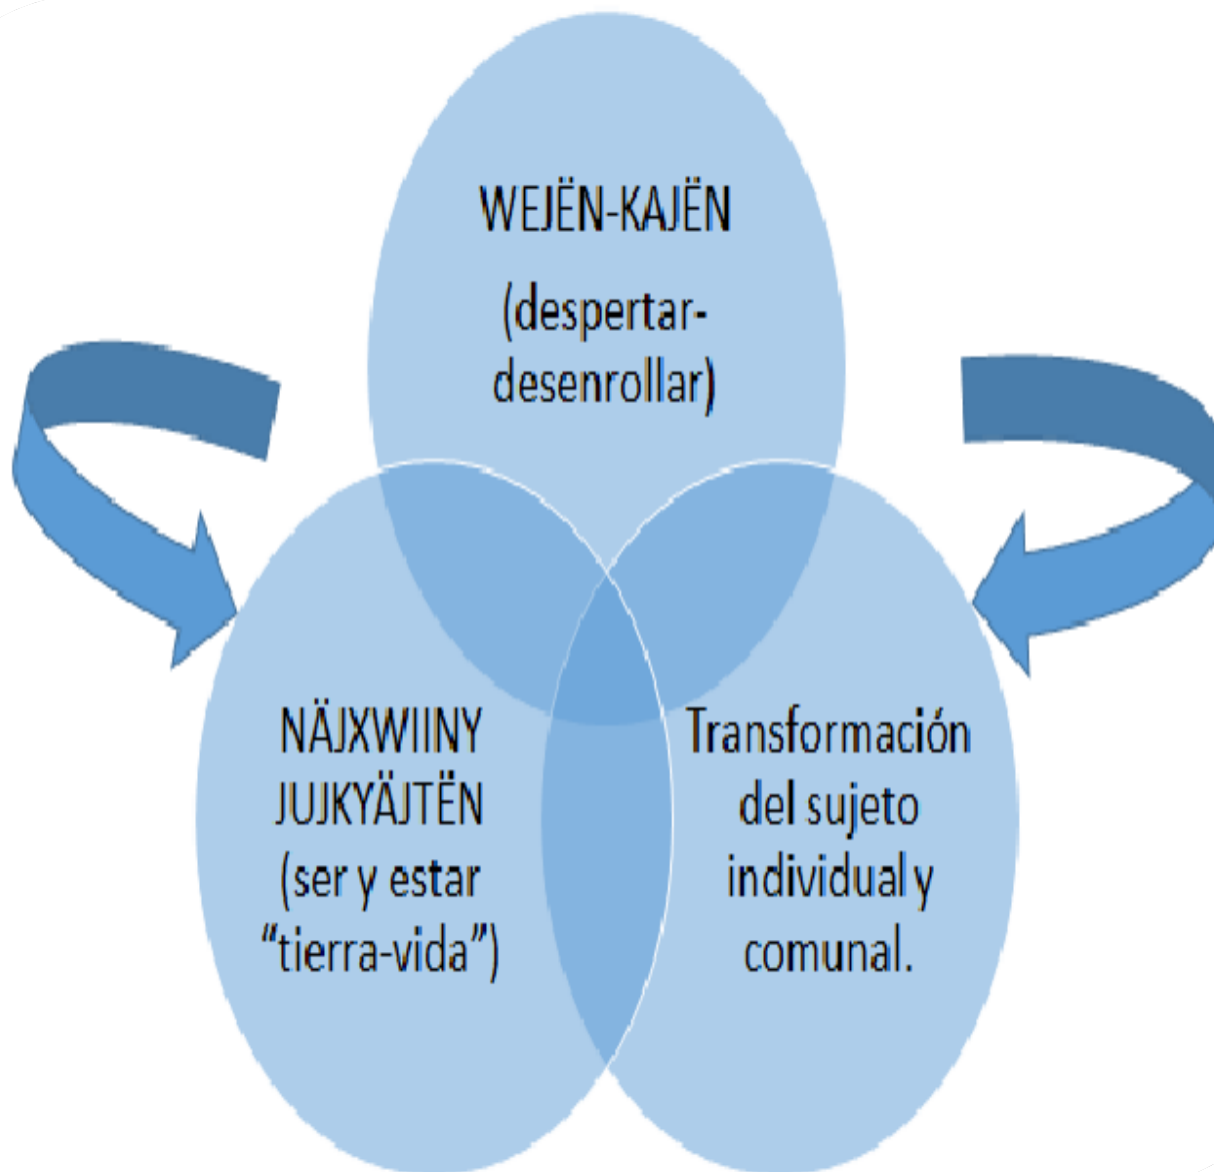 WEJËN-KAJËN
(despertar-
desenrollar)
NÄJXWIINY
JUJKYÄJTËN
(ser y estar
“tierra-vida”)
Transformación
del sujeto
individual y
comunal.